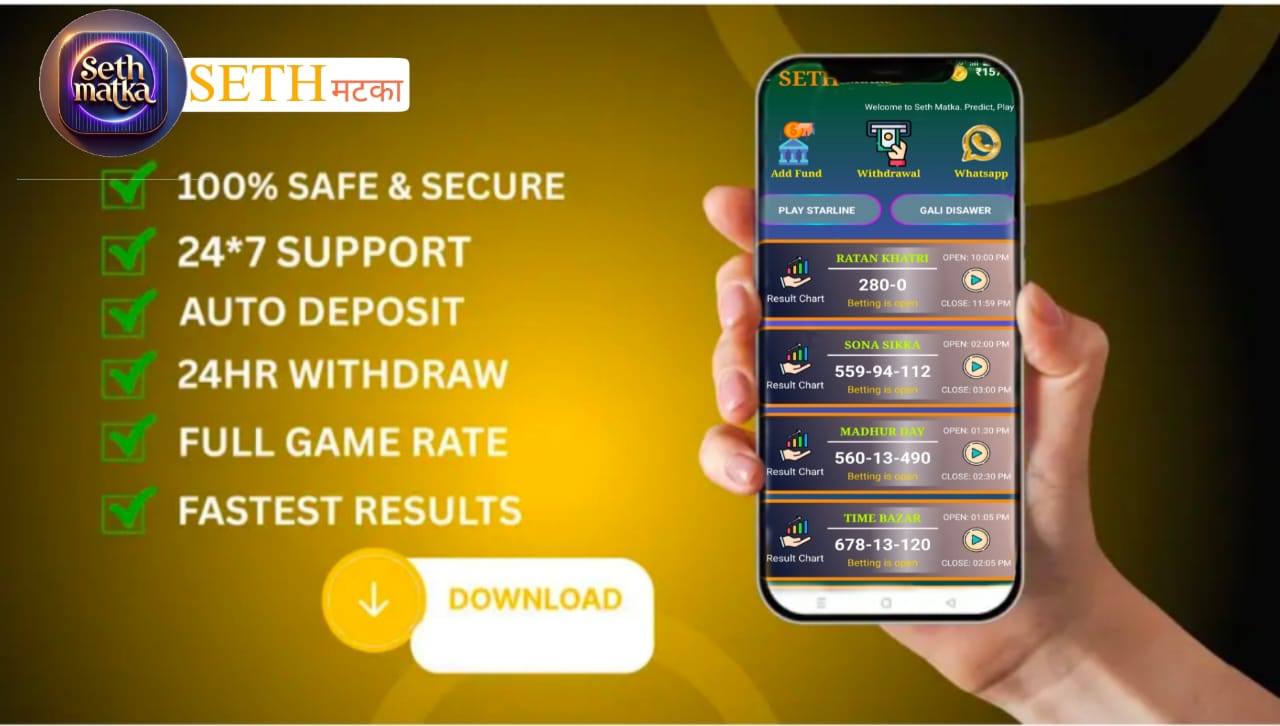 Seth
matka
SETH मटका
100% SAFE & SECURE
24*7 SUPPORT
AUTO DEPOSIT
24HR WITHDRAW
FULL GAME RATE
FASTEST RESULTS
DOWNLOAD
SETH
₹157
Welcome to Seth Matka. Predict, Play
Add Fund
Withdrawal
Whatsapp
PLAY STARLINE
GALI DISAWER
RATAN KHATRI
OPEN: 10:00 PM
280-0
Result Chart
Betting is open
CLOSE: 11:59 PM
SONA SIKKA
OPEN: 02:00 PM
559-94-112
Result Chart
Betting is open
CLOSE: 03:00 PM
MADHUR DAY
OPEN: 01:30 PM
560-13-490
Result Chart
Betting is open
CLOSE: 02:30 PM
TIME BAZAR
OPEN: 01:05 PM
678-13-120
Result Chart
Betting is open
CLOSE: 02:05 PM